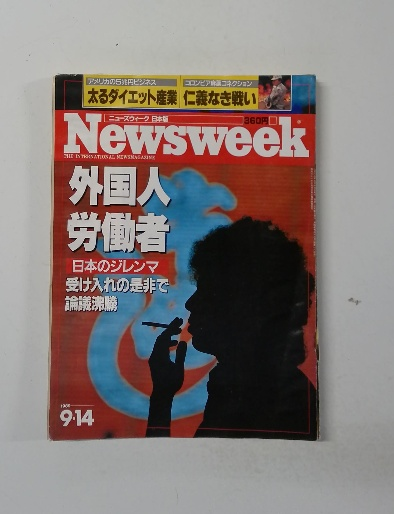 アメリカの5兆円ビジネス
太るダイエット産業
コロンビア麻薬コネクション
仁義なき戦い
ニューズウィーク 日本版
360円
Newsweek
THE INTERNATIONAL NEWSMAGAZINE
外国人
労働者
日本のジレンマ
受け入れの是非で
論議沸騰
1989
9・14